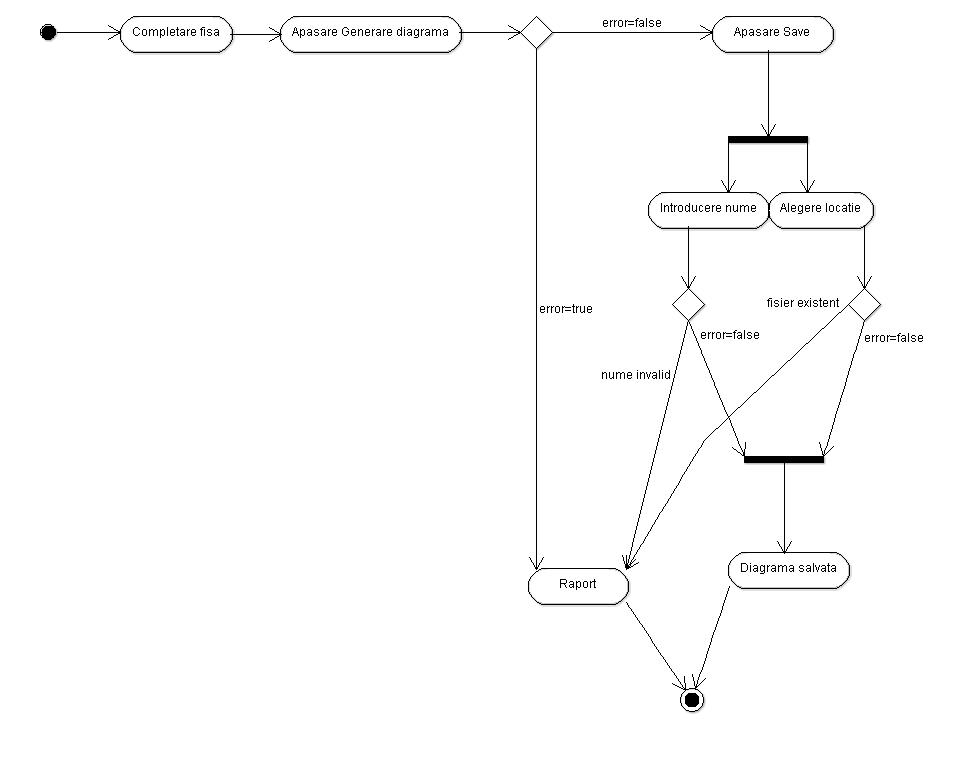 error=false
Completare fisa
Apasare Generare diagrama
Apasare Save
Introducere nume
Alegere locatie
fisier existent
error=true
error=false
error=false
nume invalid
Diagrama salvata
Raport